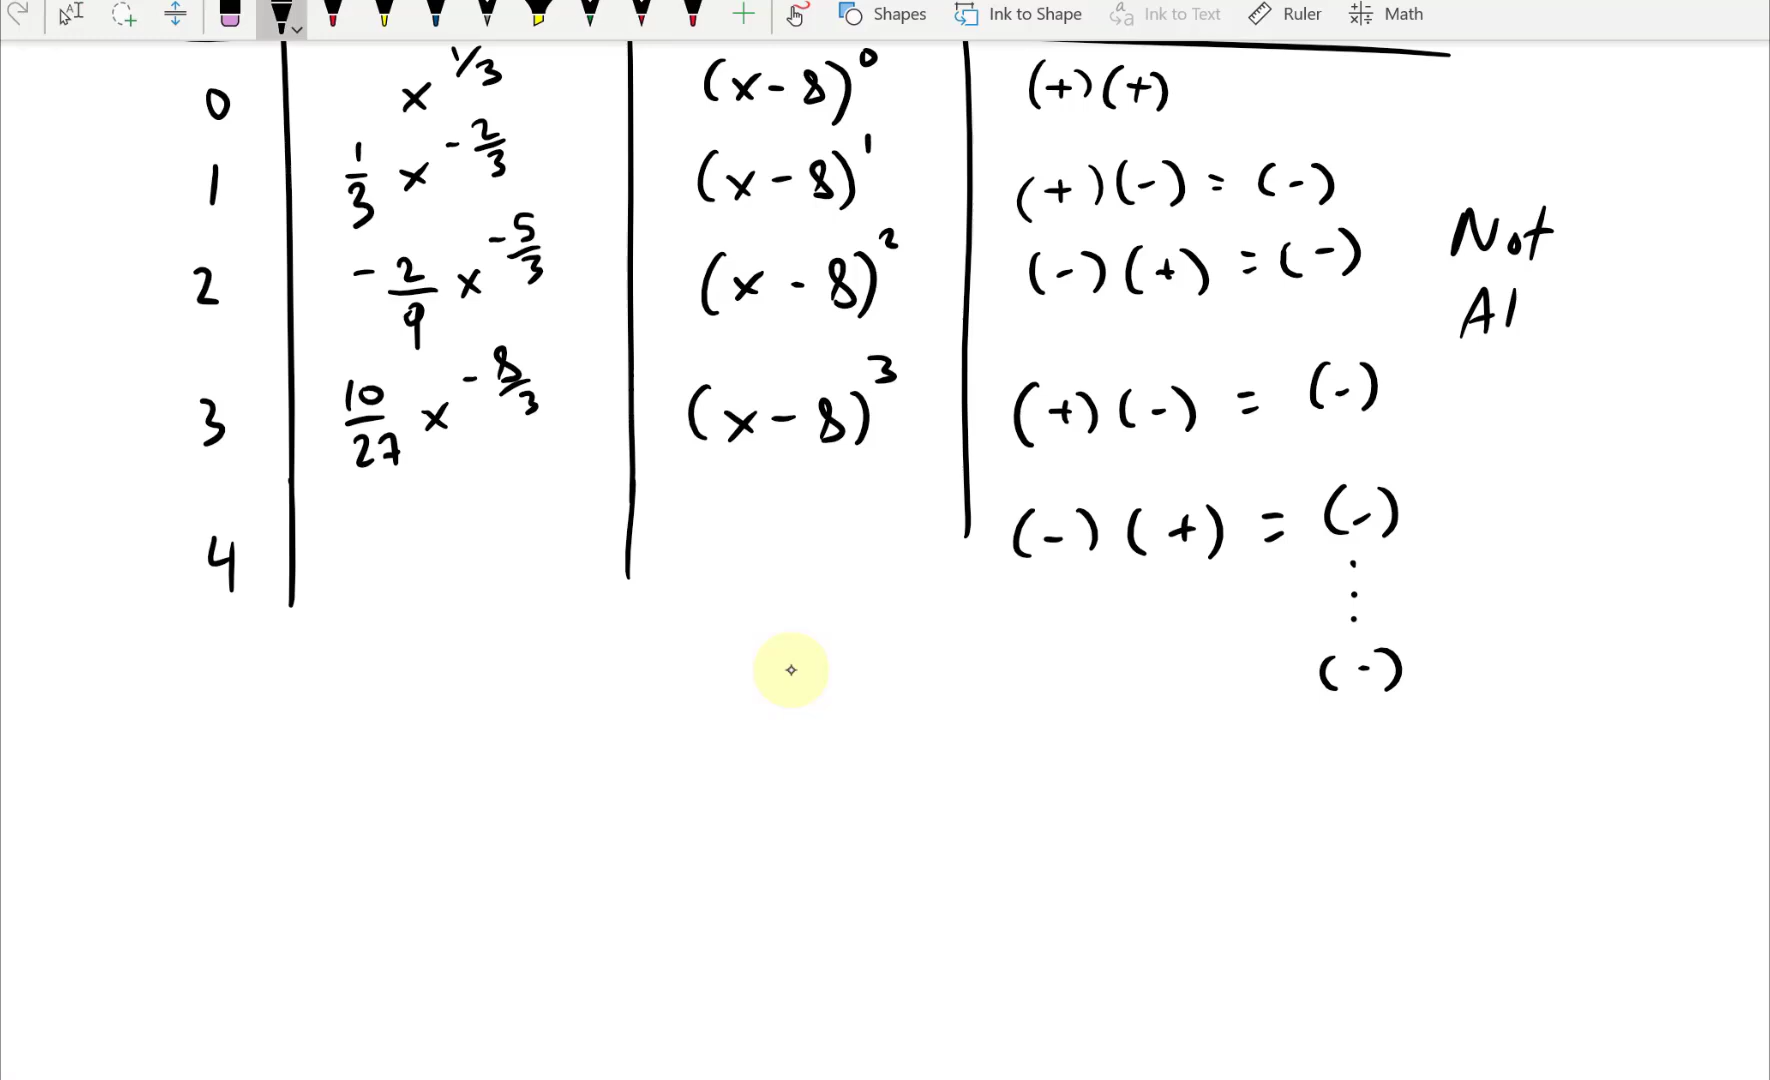 Shapes Ink to Shape Ink to Text Ruler Math
0 x^1/3 (x-8)^0 (+)(+)
1 1/3 x^-2/3 (x-8)^1 (+)(-) = (-)
2 -2/9 x^-5/3 (x-8)^2 (-)(+) = (-)
3 10/27 x^-8/3 (x-8)^3 (+)(-) = (-)
4 (-)(+) = (-)
⋮
(-)
Not
Al